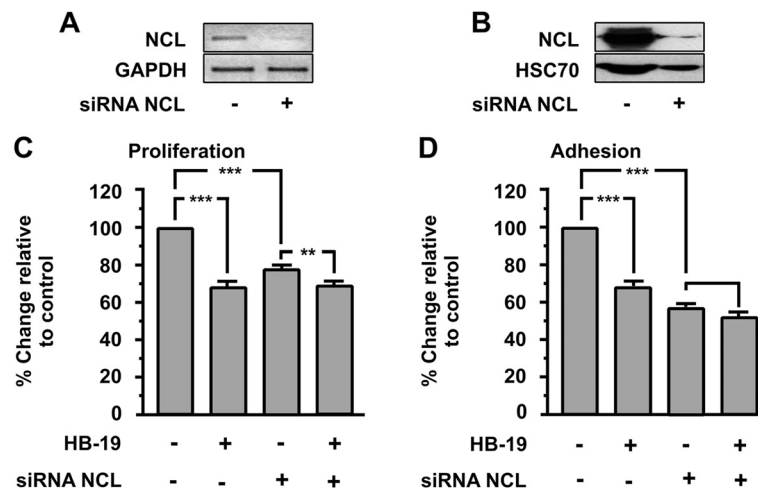 A
NCL
GAPDH
siRNA NCL - +
B
NCL
HSC70
siRNA NCL - +
C
Proliferation
% Change relative
to control
120
100
80
60
40
20
0
***
***
**
HB-19 - + - +
siRNA NCL - - + +
D
Adhesion
% Change relative
to control
120
100
80
60
40
20
0
***
***
HB-19 - + - +
siRNA NCL - - + +